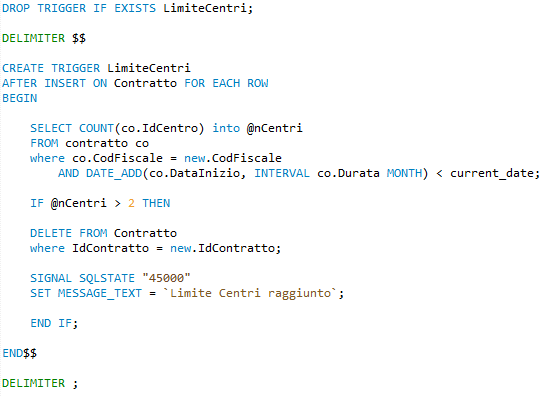 DROP TRIGGER IF EXISTS LimiteCentri;
DELIMITER $$
CREATE TRIGGER LimiteCentri
AFTER INSERT ON Contratto FOR EACH ROW
BEGIN
SELECT COUNT(co.IdCentro) into @nCentri
FROM contratto co
where co.CodFiscale = new.CodFiscale
AND DATE_ADD(co.DataInizio, INTERVAL co.Durata MONTH) < current_date;
IF @nCentri > 2 THEN
DELETE FROM Contratto
where IdContratto = new.IdContratto;
SIGNAL SQLSTATE "45000"
SET MESSAGE_TEXT = `Limite Centri raggiunto`;
END IF;
END$$
DELIMITER ;